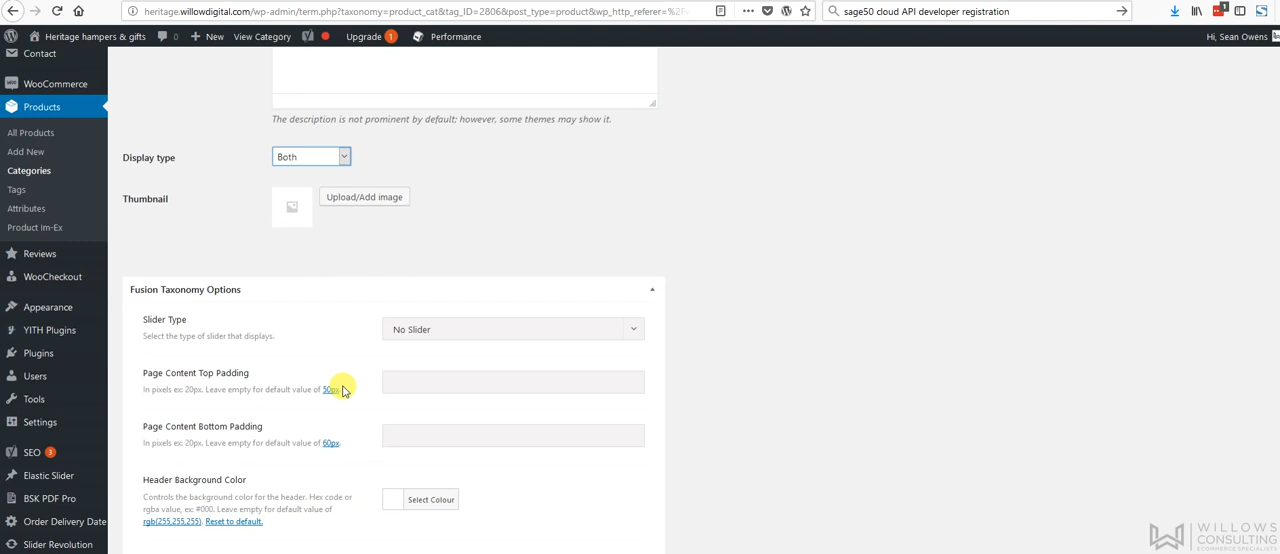 heritage.willowdigital.com/wp-admin/term.php?taxonomy=product_cat&tag_ID=2806&post_type=product&wp_http_referer=%2F
sage50 cloud API developer registration
1
Heritage hampers & gifts
0
New
View Category
Upgrade
1
Performance
Hi, Sean Owens
Contact
WooCommerce
Products
All Products
Add New
Categories
Tags
Attributes
Product Im-Ex
Reviews
WooCheckout
Appearance
YITH Plugins
Plugins
Users
Tools
Settings
SEO 3
Elastic Slider
BSK PDF Pro
Order Delivery Date
Slider Revolution
The description is not prominent by default; however, some themes may show it.
Display type
Both
Thumbnail
Upload/Add image
Fusion Taxonomy Options
Slider Type
Select the type of slider that displays.
No Slider
Page Content Top Padding
In pixels ex: 20px. Leave empty for default value of 50px.
Page Content Bottom Padding
In pixels ex: 20px. Leave empty for default value of 60px.
Header Background Color
Controls the background color for the header. Hex code or
rgba value, ex: #000. Leave empty for default value of
rgb(255,255,255). Reset to default.
Select Colour
WILLOWS
CONSULTING
ECOMMERCE SPECIALISTS